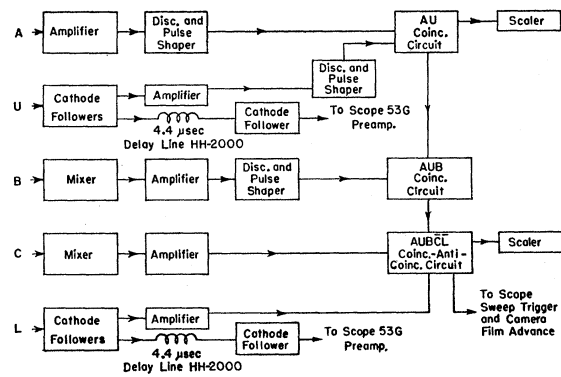 A
Amplifier
Disc. and
Pulse
Shaper
AU
Coinc.
Circuit
Scaler
U
Cathode
Followers
Amplifier
Disc. and
Pulse
Shaper
4.4 μsec
Delay Line HH-2000
Cathode
Follower
To Scope 53G
Preamp.
B
Mixer
Amplifier
Disc. and
Pulse
Shaper
AUB
Coinc.
Circuit
C
Mixer
Amplifier
AUBC̅L̅
Coinc.-Anti-
Coinc. Circuit
Scaler
To Scope
Sweep Trigger
and Camera
Film Advance
L
Cathode
Followers
Amplifier
4.4 μsec
Delay Line HH-2000
Cathode
Follower
To Scope 53G
Preamp.